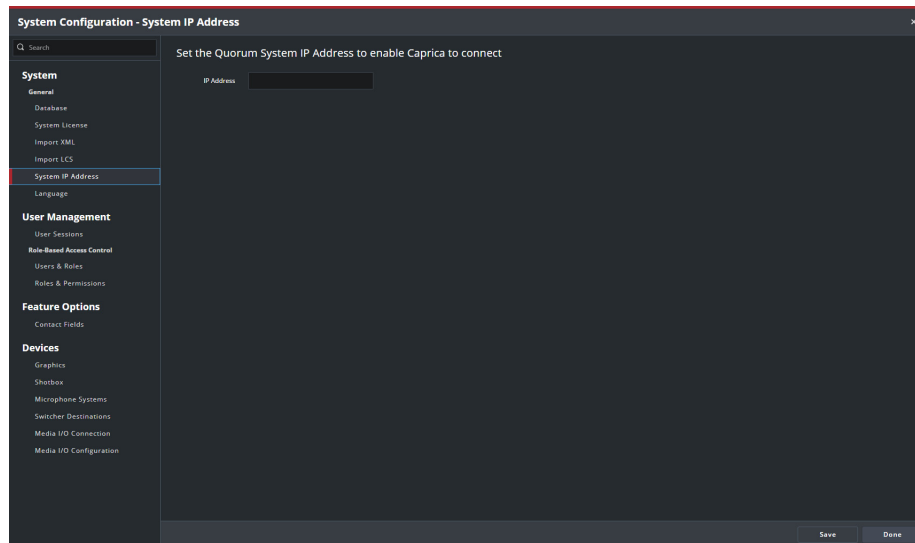 System Configuration - System IP Address
×
Search
Set the Quorum System IP Address to enable Caprica to connect
IP Address
System
General
Database
System License
Import XML
Import LCS
System IP Address
Language
User Management
User Sessions
Role-Based Access Control
Users & Roles
Roles & Permissions
Feature Options
Contact Fields
Devices
Graphics
Shotbox
Microphone Systems
Switcher Destinations
Media I/O Connection
Media I/O Configuration
Save
Done